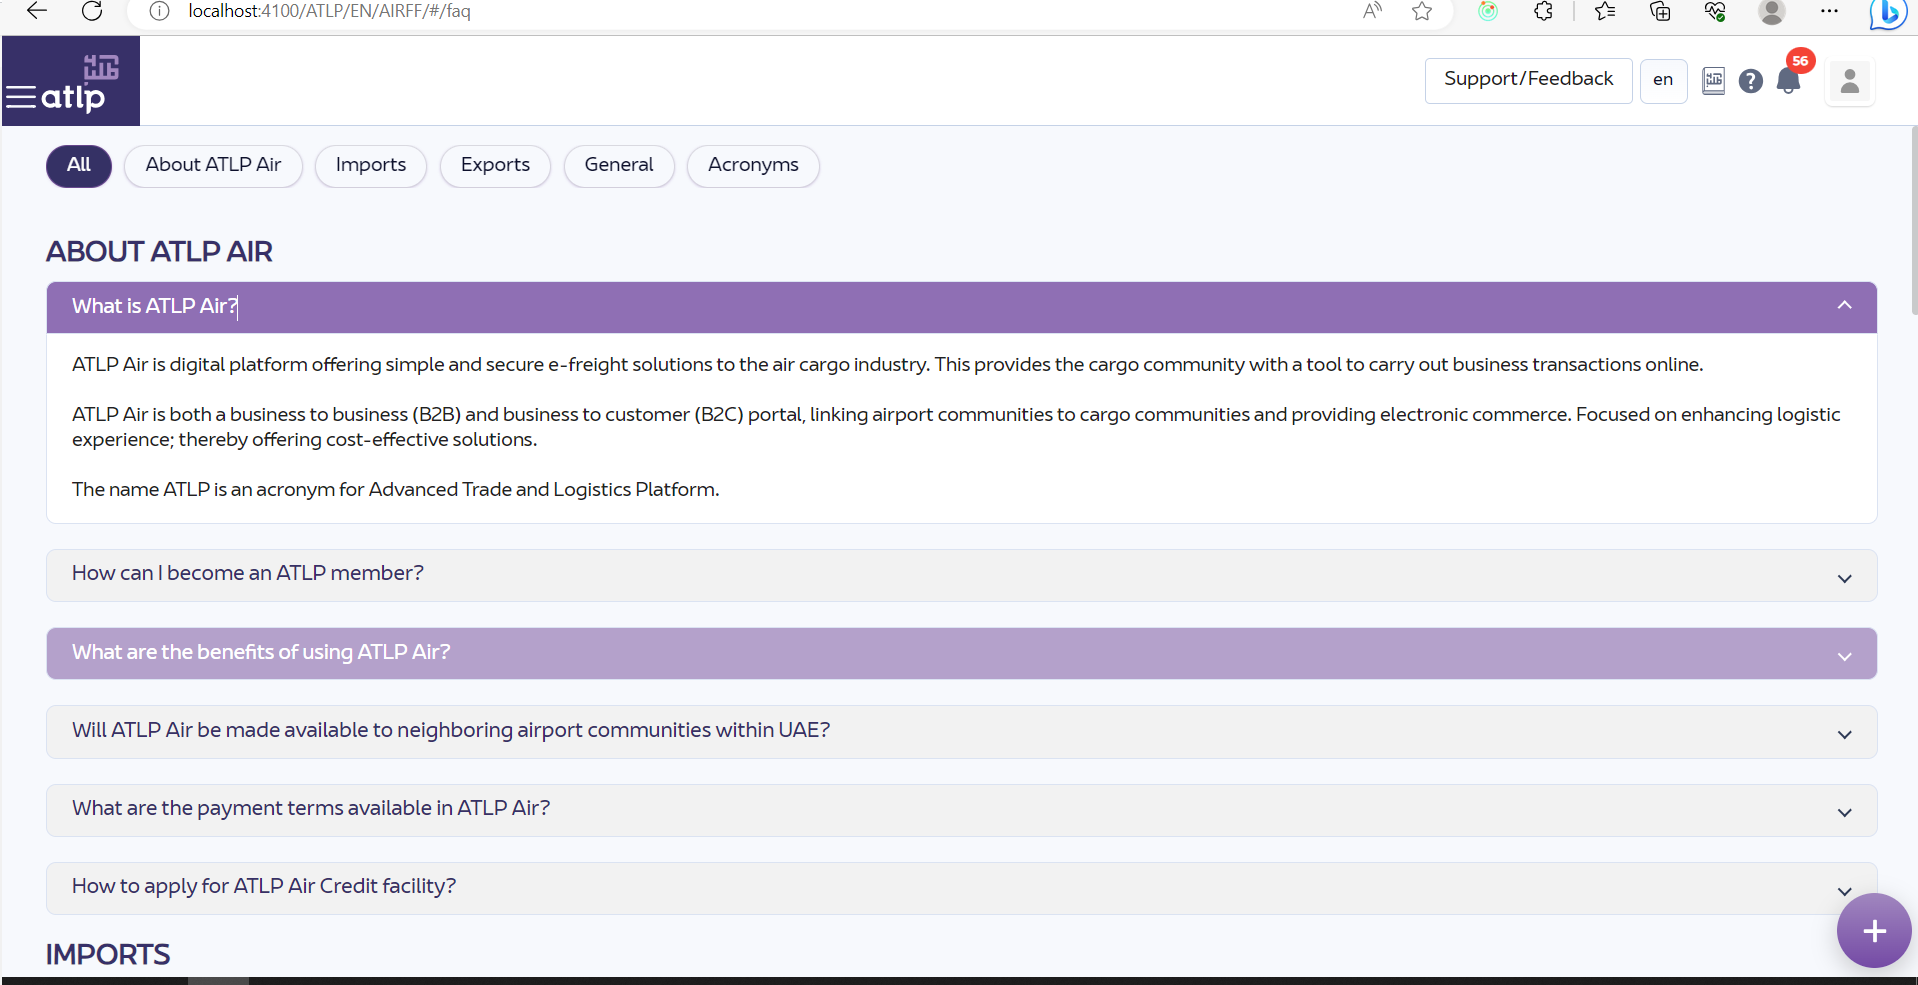 localhost:4100/ATLP/EN/AIRFF/#/faq
atlp
Support/Feedback
en
56
All
About ATLP Air
Imports
Exports
General
Acronyms
ABOUT ATLP AIR
What is ATLP Air?
ATLP Air is digital platform offering simple and secure e-freight solutions to the air cargo industry. This provides the cargo community with a tool to carry out business transactions online.
ATLP Air is both a business to business (B2B) and business to customer (B2C) portal, linking airport communities to cargo communities and providing electronic commerce. Focused on enhancing logistic
experience; thereby offering cost-effective solutions.
The name ATLP is an acronym for Advanced Trade and Logistics Platform.
How can I become an ATLP member?
What are the benefits of using ATLP Air?
Will ATLP Air be made available to neighboring airport communities within UAE?
What are the payment terms available in ATLP Air?
How to apply for ATLP Air Credit facility?
IMPORTS